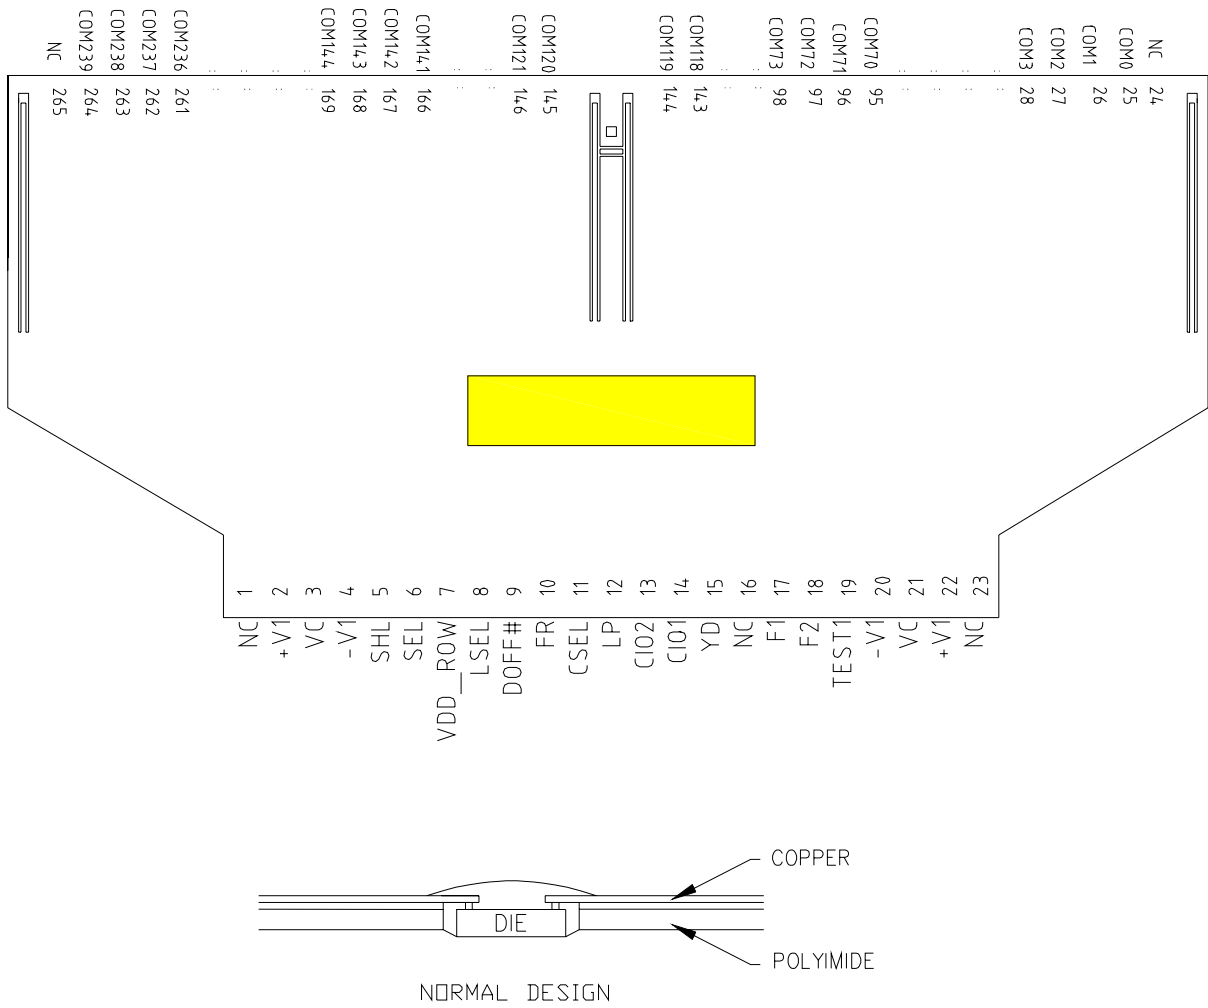 NC 265
COM239 264
COM238 263
COM237 262
COM236 261
COM144 169
COM143 168
COM142 167
COM141 166
COM121 146
COM120 145
COM119 144
COM118 143
COM73 98
COM72 97
COM71 96
COM70 95
COM3 28
COM2 27
COM1 26
COM0 25
NC 24
NC 1
+V1 2
VC 3
-V1 4
SHL 5
SEL 6
VDD_ROW 7
LSEL 8
DOFF# 9
FR 10
CSEL 11
LP 12
CIO2 13
CIO1 14
YD 15
NC 16
F1 17
F2 18
TEST1 19
-V1 20
VC 21
+V1 22
NC 23
COPPER
DIE
POLYIMIDE
NORMAL DESIGN